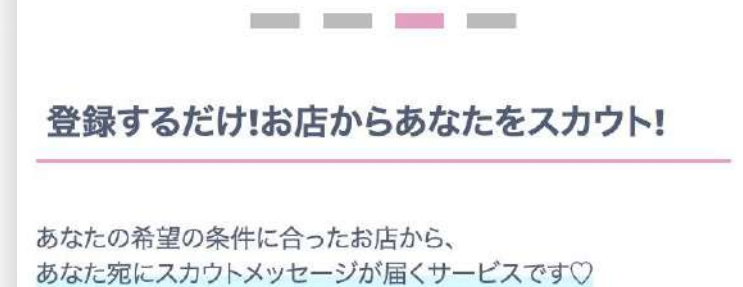 登録するだけ!お店からあなたをスカウト!
あなたの希望の条件に合ったお店から、
あなた宛にスカウトメッセージが届くサービスです♡